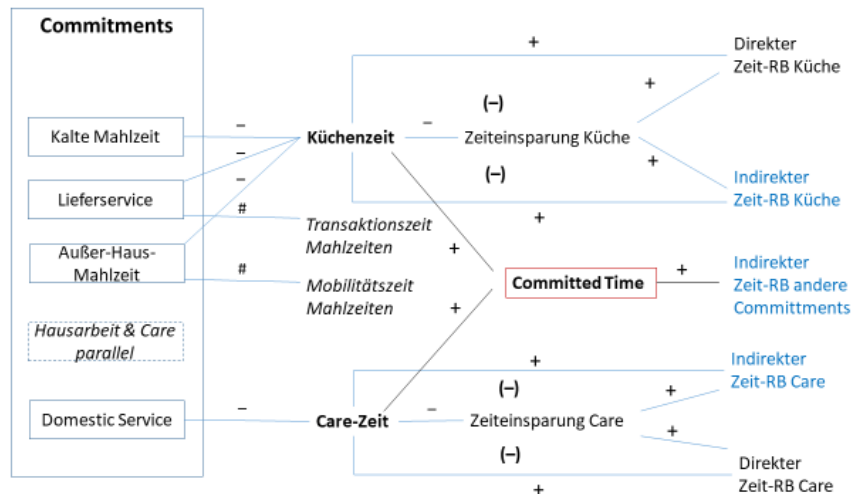 Commitments
Kalte Mahlzeit
Lieferservice
Außer-Haus-
Mahlzeit
Hausarbeit & Care
parallel
Domestic Service
–
–
–
#
#
–
Küchenzeit
Transaktionszeit
Mahlzeiten
Mobilitätszeit
Mahlzeiten
Care-Zeit
+
(–)
–
Zeiteinsparung Küche
(–)
+
+
+
+
+
Committed Time
+
+
(–)
–
Zeiteinsparung Care
(–)
+
+
+
Direkter
Zeit-RB Küche
Indirekter
Zeit-RB Küche
Indirekter
Zeit-RB andere
Committments
Indirekter
Zeit-RB Care
Direkter
Zeit-RB Care